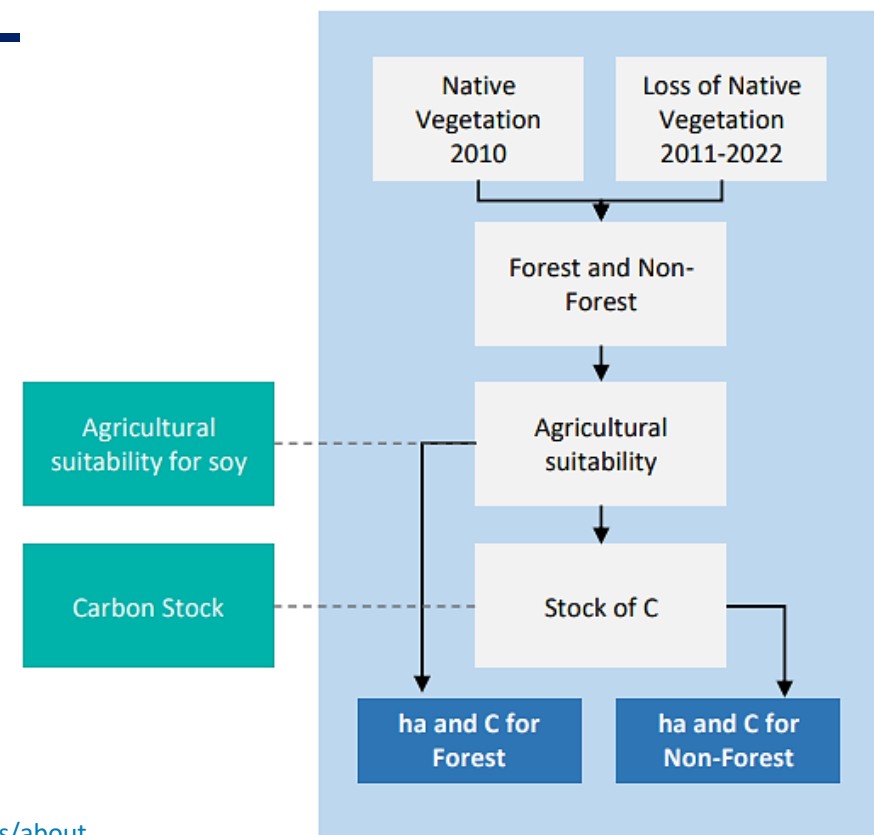 Native
Vegetation
2010
Loss of Native
Vegetation
2011-2022
Forest and Non-
Forest
Agricultural
suitability for soy
Agricultural
suitability
Carbon Stock
Stock of C
ha and C for
Forest
ha and C for
Non-Forest
s/about